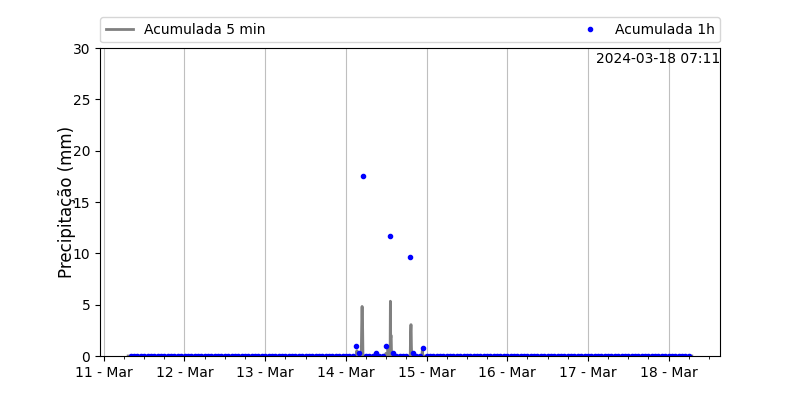 Acumulada 5 min
Acumulada 1h
2024-03-18 07:11
Precipitação (mm)
30
25
20
15
10
5
0
11 - Mar
12 - Mar
13 - Mar
14 - Mar
15 - Mar
16 - Mar
17 - Mar
18 - Mar